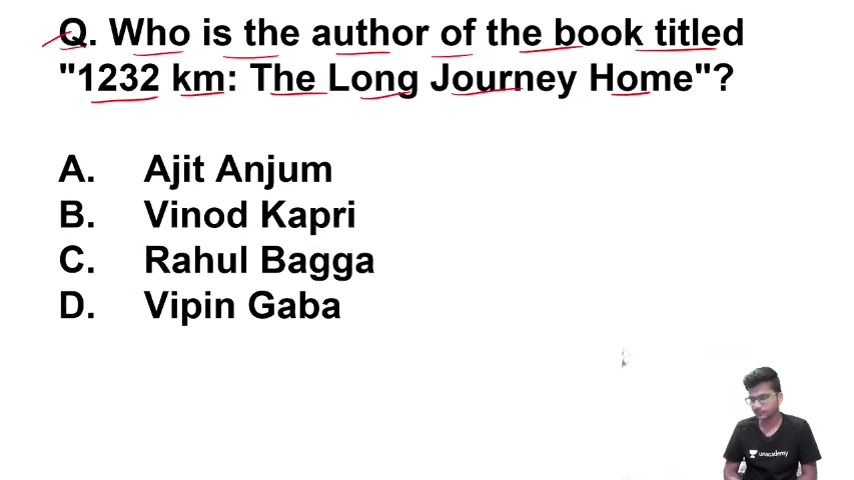 Q. Who is the author of the book titled
"1232 km: The Long Journey Home"?
A. Ajit Anjum
B. Vinod Kapri
C. Rahul Bagga
D. Vipin Gaba
unacademy